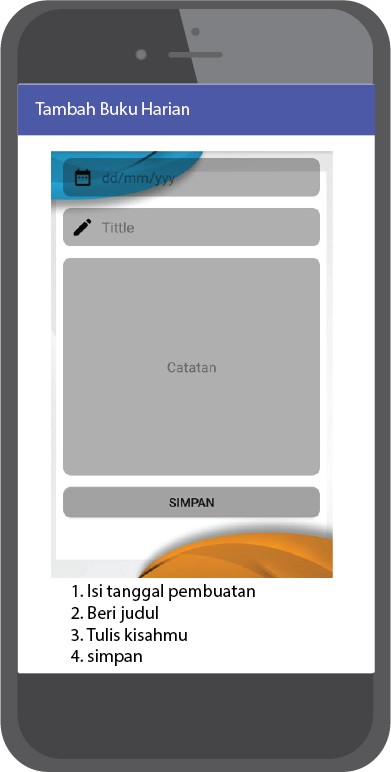 Tambah Buku Harian
dd/mm/yyy
Tittle
Catatan
SIMPAN
1. Isi tanggal pembuatan
2. Beri judul
3. Tulis kisahmu
4. simpan